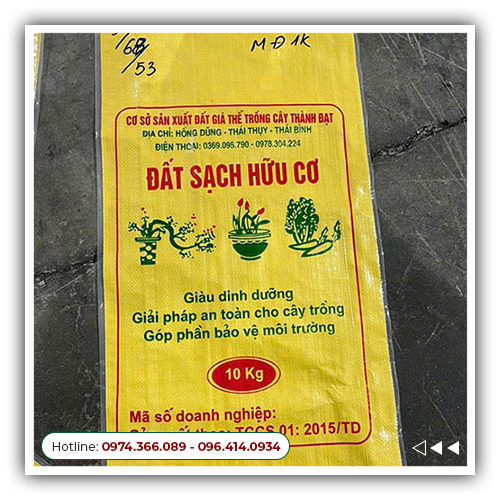 68
/53
MĐ1K
CƠ SỞ SẢN XUẤT ĐẤT GIÁ THỂ TRỒNG CÂY THÀNH ĐẠT
ĐỊA CHỈ: HỒNG DŨNG - THÁI THỤY - THÁI BÌNH
ĐIỆN THOẠI: 0369.095.790 - 0978.304.224
ĐẤT SẠCH HỮU CƠ
Giàu dinh dưỡng
Giải pháp an toàn cho cây trồng
Góp phần bảo vệ môi trường
10 Kg
Mã số doanh nghiệp:
TCCS 01: 2015/TD
Hotline: 0974.366.089 - 096.414.0934